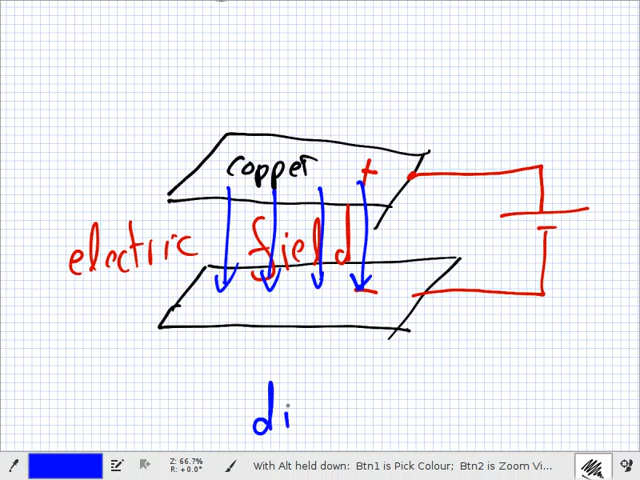 copper +
electric field
−
di
Z: 66.7%
R: +0.0°
With Alt held down: Btn1 is Pick Colour; Btn2 is Zoom Vi...